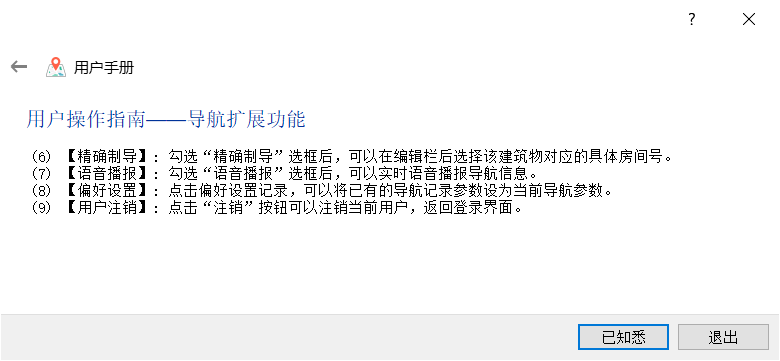 ?
用户手册
用户操作指南——导航扩展功能
(6) 【精确制导】：勾选“精确制导”选框后，可以在编辑栏后选择该建筑物对应的具体房间号。
(7) 【语音播报】：勾选“语音播报”选框后，可以实时语音播报导航信息。
(8) 【偏好设置】：点击偏好设置记录，可以将已有的导航记录参数设为当前导航参数。
(9) 【用户注销】：点击“注销”按钮可以注销当前用户，返回登录界面。
已知悉 退出